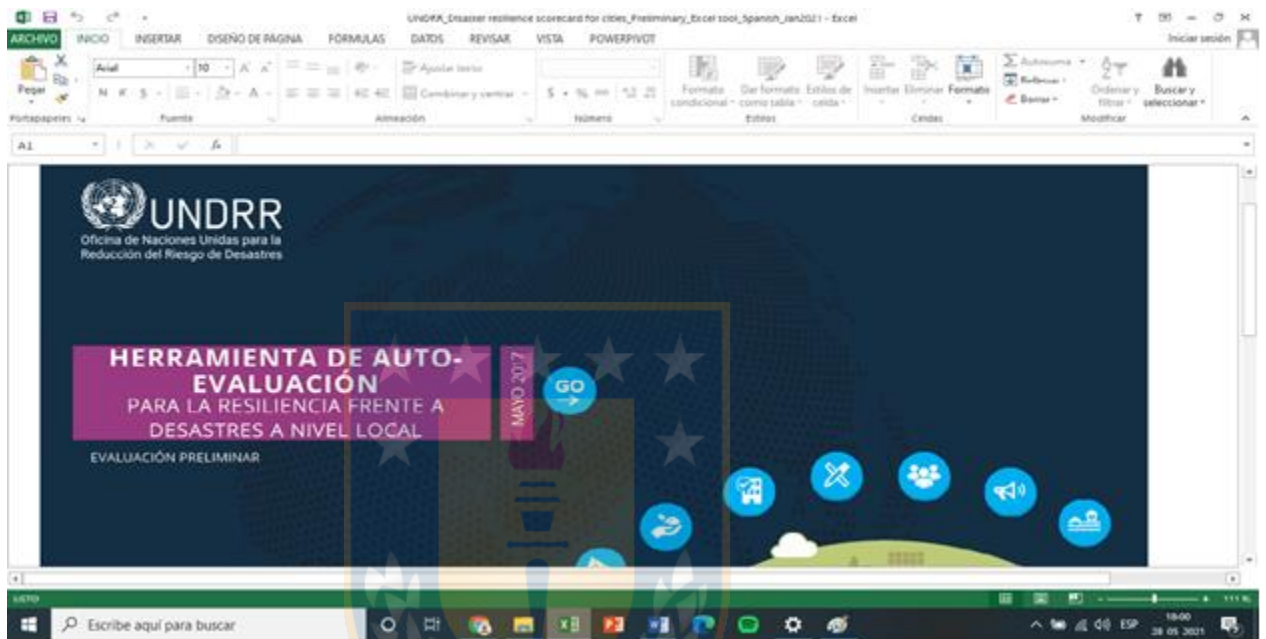 UNDRR_Disaster resilience scorecard for cities_Preliminary_Excel tool_Spanish_Jan2021 - Excel
ARCHIVO INICIO INSERTAR DISEÑO DE PÁGINA FÓRMULAS DATOS REVISAR VISTA POWERPIVOT Iniciar sesión
Pegar
Arial 10
N K S
Ajustar texto
Combinar y centrar
$ % 000
Formato condicional
Dar formato como tabla
Estilos de celda
Insertar Eliminar Formato
Autosuma
Rellenar
Borrar
Ordenar y filtrar
Buscar y seleccionar
Portapapeles Fuente Alineación Número Estilos Celdas Modificar
A1 fx
UNDRR
Oficina de Naciones Unidas para la
Reducción del Riesgo de Desastres
HERRAMIENTA DE AUTO-
EVALUACIÓN
PARA LA RESILIENCIA FRENTE A
DESASTRES A NIVEL LOCAL
MAYO 2017
GO
EVALUACIÓN PRELIMINAR
LISTO
111 %
Escribe aquí para buscar
ESP
18:00
28-05-2021